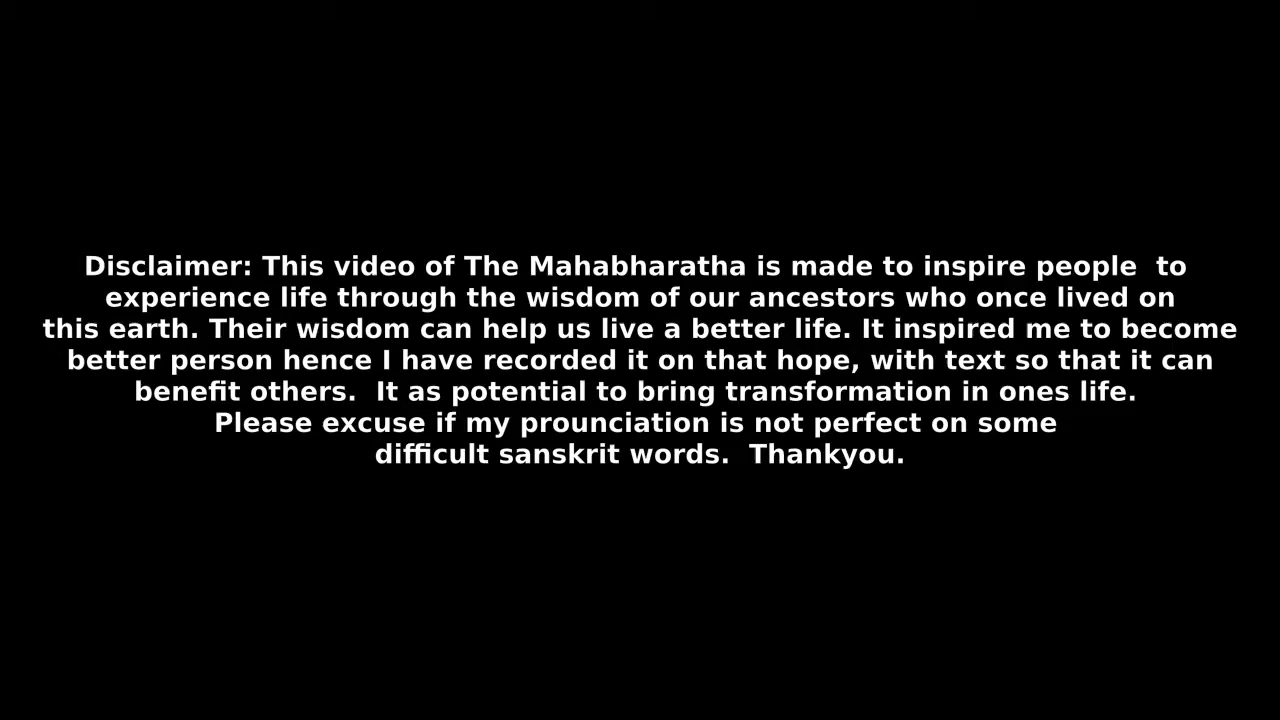 Disclaimer: This video of The Mahabharatha is made to inspire people  to
experience life through the wisdom of our ancestors who once lived on
this earth. Their wisdom can help us live a better life. It inspired me to become
better person hence I have recorded it on that hope, with text so that it can
benefit others.  It as potential to bring transformation in ones life.
Please excuse if my prounciation is not perfect on some
difficult sanskrit words.  Thankyou.